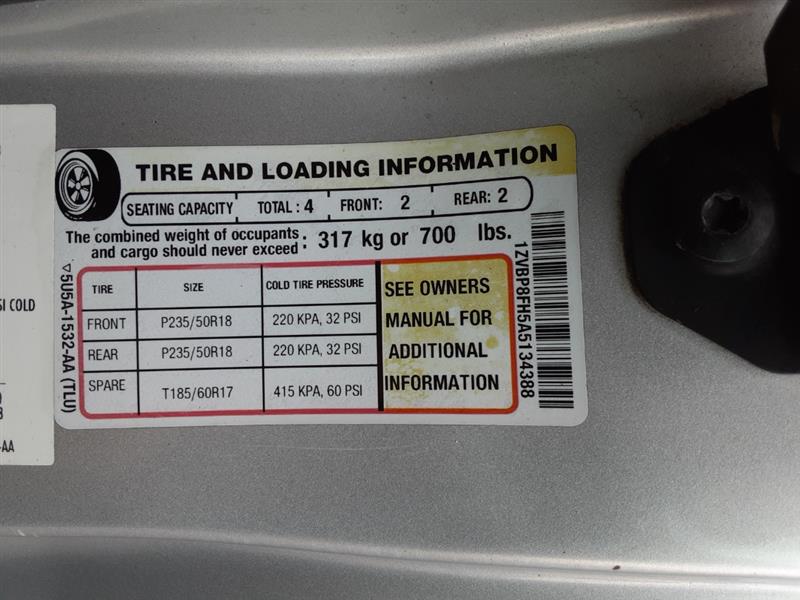 TIRE AND LOADING INFORMATION
SEATING CAPACITY TOTAL : 4 FRONT: 2 REAR: 2
The combined weight of occupants and cargo should never exceed : 317 kg or 700 lbs.
TIRE SIZE COLD TIRE PRESSURE
FRONT P235/50R18 220 KPA, 32 PSI
REAR P235/50R18 220 KPA, 32 PSI
SPARE T185/60R17 415 KPA, 60 PSI
SEE OWNERS
MANUAL FOR
ADDITIONAL
INFORMATION
5U5A-1532-AA (TLU)
1ZVBP8FH5A5134388
SI COLD
-AA